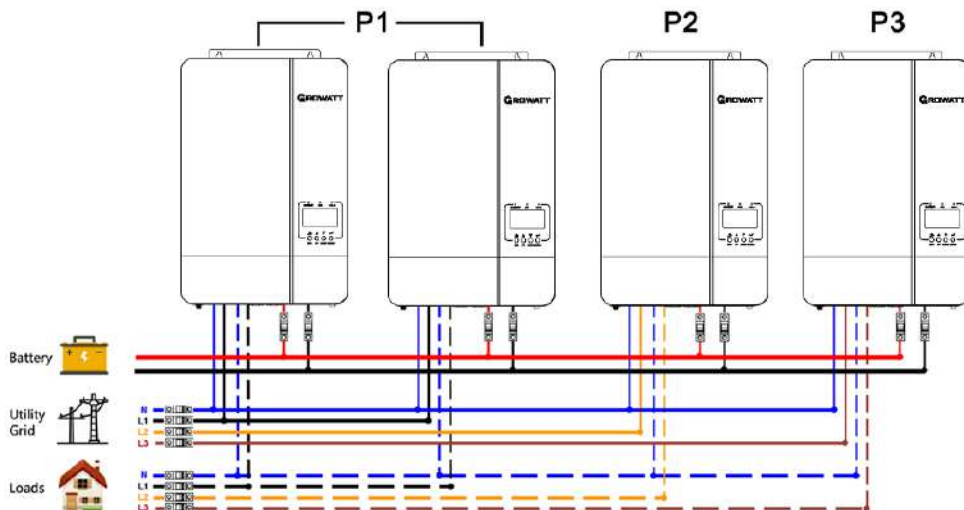 P1 P2 P3
GROWATT GROWATT GROWATT GROWATT
Battery
+ -
Utility
Grid
N
L1
L2
L3
Loads
N
L1
L2
L3